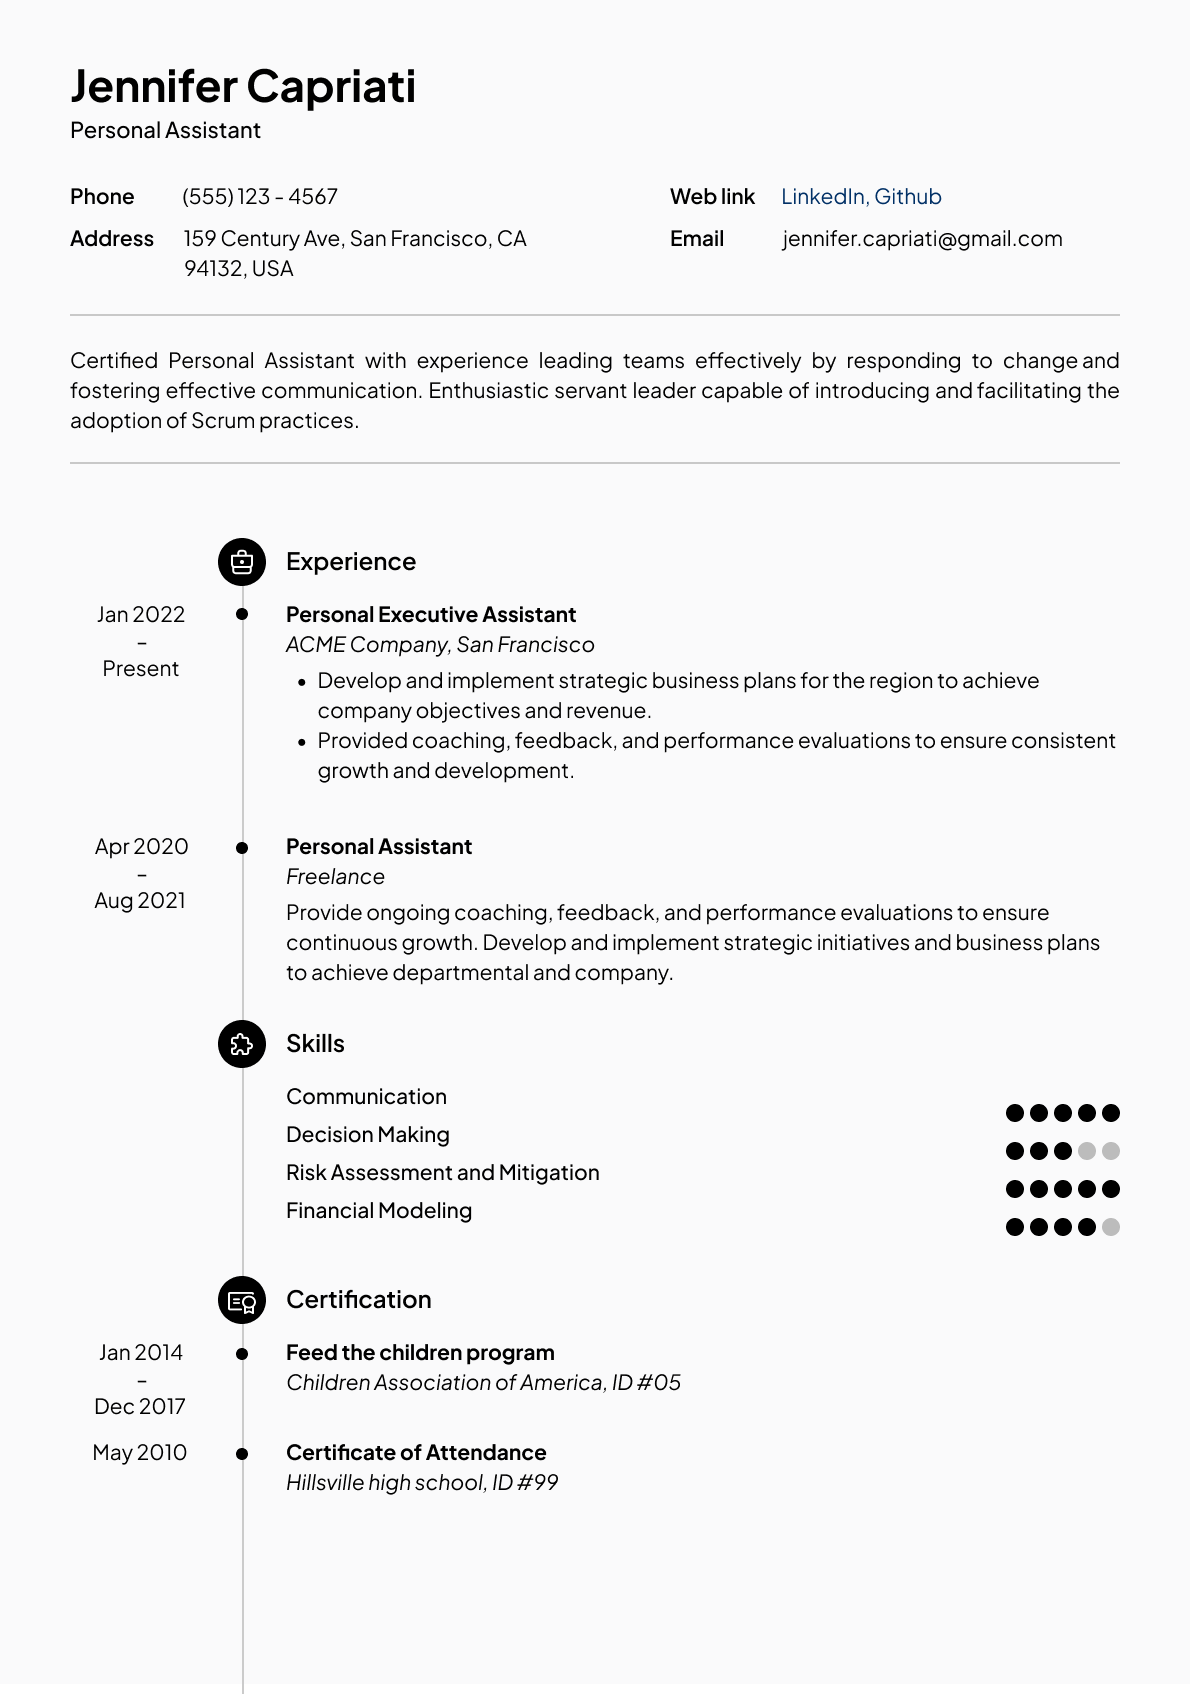 Jennifer Capriati
Personal Assistant
Phone (555) 123 - 4567
Web link LinkedIn, Github
Address 159 Century Ave, San Francisco, CA
94132, USA
Email jennifer.capriati@gmail.com
Certified Personal Assistant with experience leading teams effectively by responding to change and
fostering effective communication. Enthusiastic servant leader capable of introducing and facilitating the
adoption of Scrum practices.
Experience
Jan 2022
–
Present
Personal Executive Assistant
ACME Company, San Francisco
• Develop and implement strategic business plans for the region to achieve
company objectives and revenue.
• Provided coaching, feedback, and performance evaluations to ensure consistent
growth and development.
Apr 2020
–
Aug 2021
Personal Assistant
Freelance
Provide ongoing coaching, feedback, and performance evaluations to ensure
continuous growth. Develop and implement strategic initiatives and business plans
to achieve departmental and company.
Skills
Communication
Decision Making
Risk Assessment and Mitigation
Financial Modeling
Certification
Jan 2014
–
Dec 2017
Feed the children program
Children Association of America, ID #05
May 2010
Certificate of Attendance
Hillsville high school, ID #99